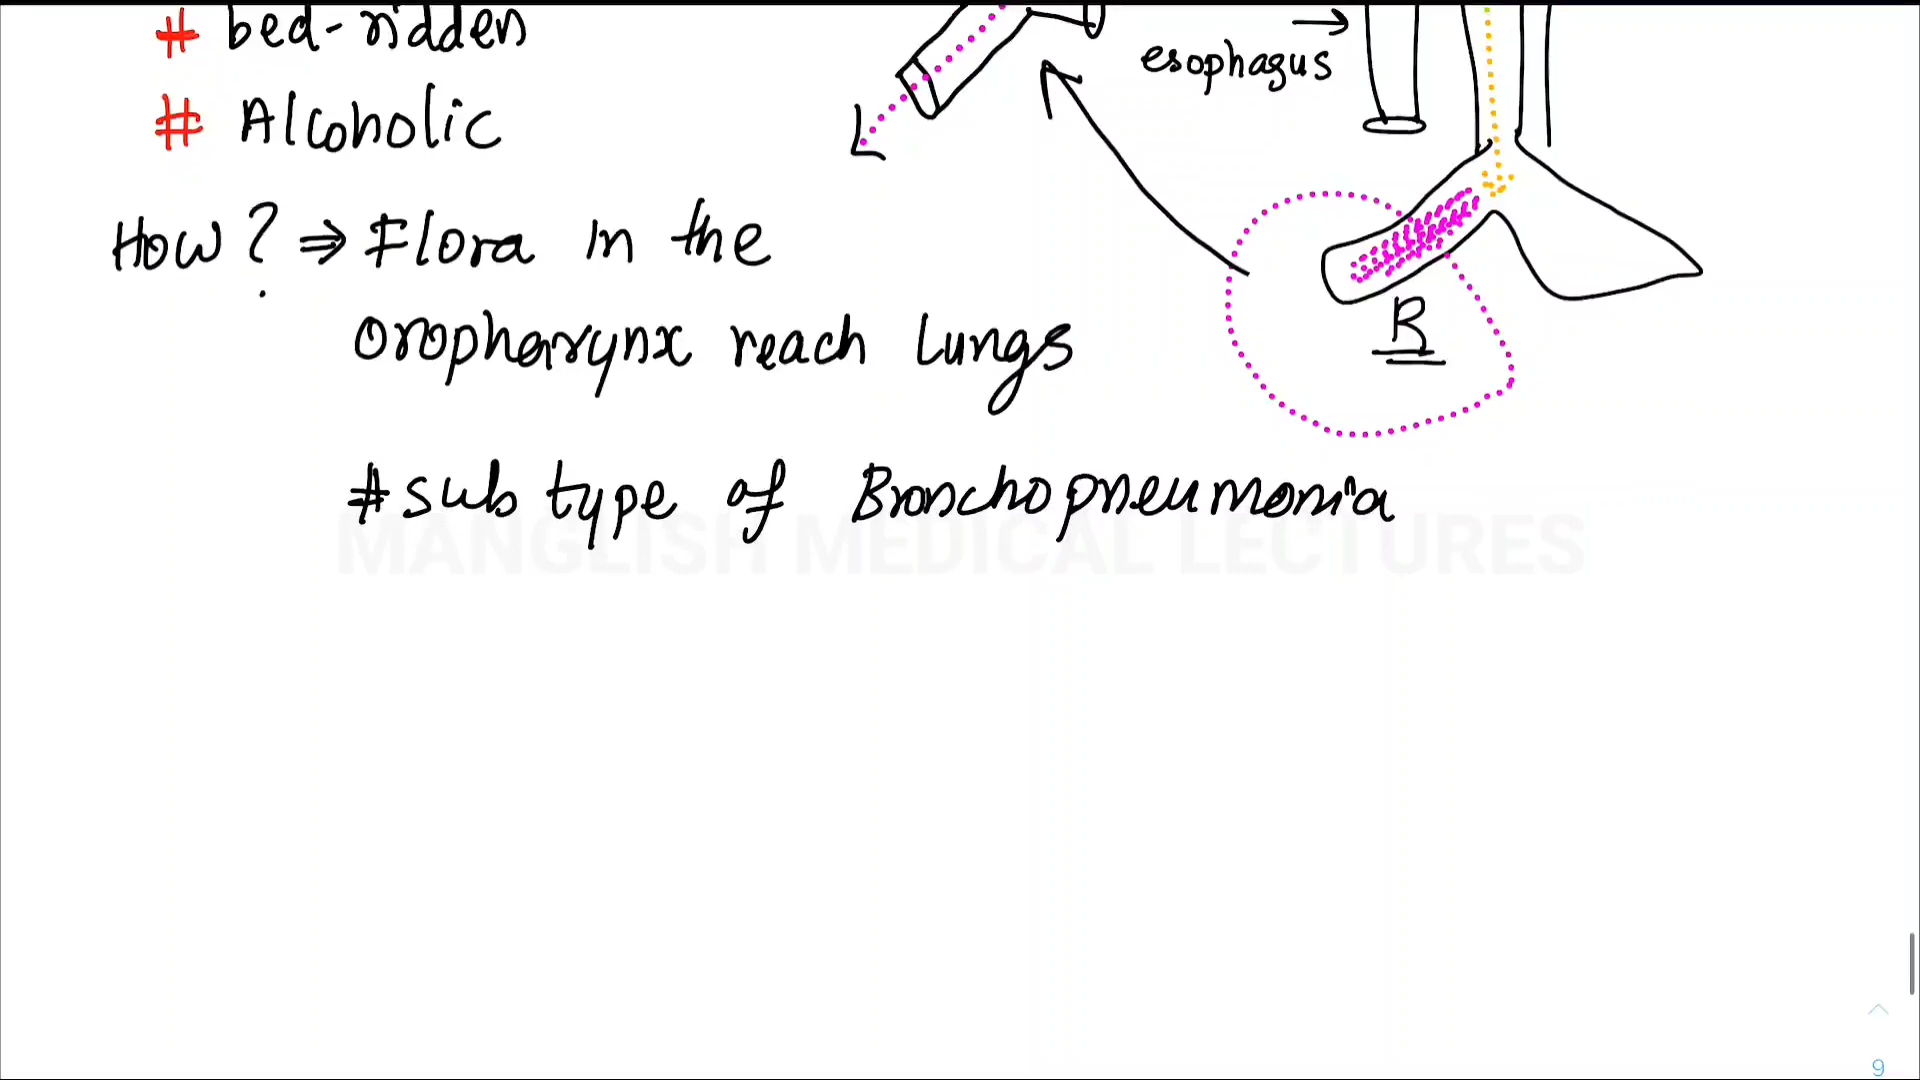 # bed-ridden
# Alcoholic
esophagus →
How? ⇒ Flora in the
oropharynx reach Lungs
R
# sub type of Bronchopneumonia
MANGLISH MEDICAL LECTURES
9